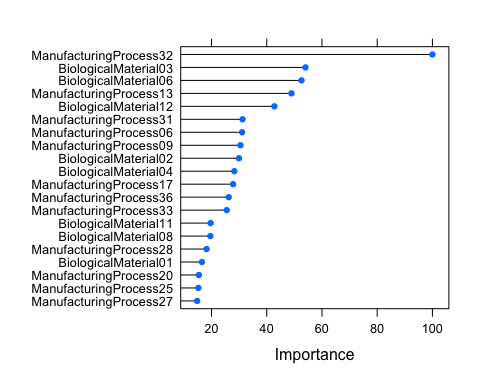 ManufacturingProcess32
BiologicalMaterial03
BiologicalMaterial06
ManufacturingProcess13
BiologicalMaterial12
ManufacturingProcess31
ManufacturingProcess06
ManufacturingProcess09
BiologicalMaterial02
BiologicalMaterial04
ManufacturingProcess17
ManufacturingProcess36
ManufacturingProcess33
BiologicalMaterial11
BiologicalMaterial08
ManufacturingProcess28
BiologicalMaterial01
ManufacturingProcess20
ManufacturingProcess25
ManufacturingProcess27
20 40 60 80 100
Importance